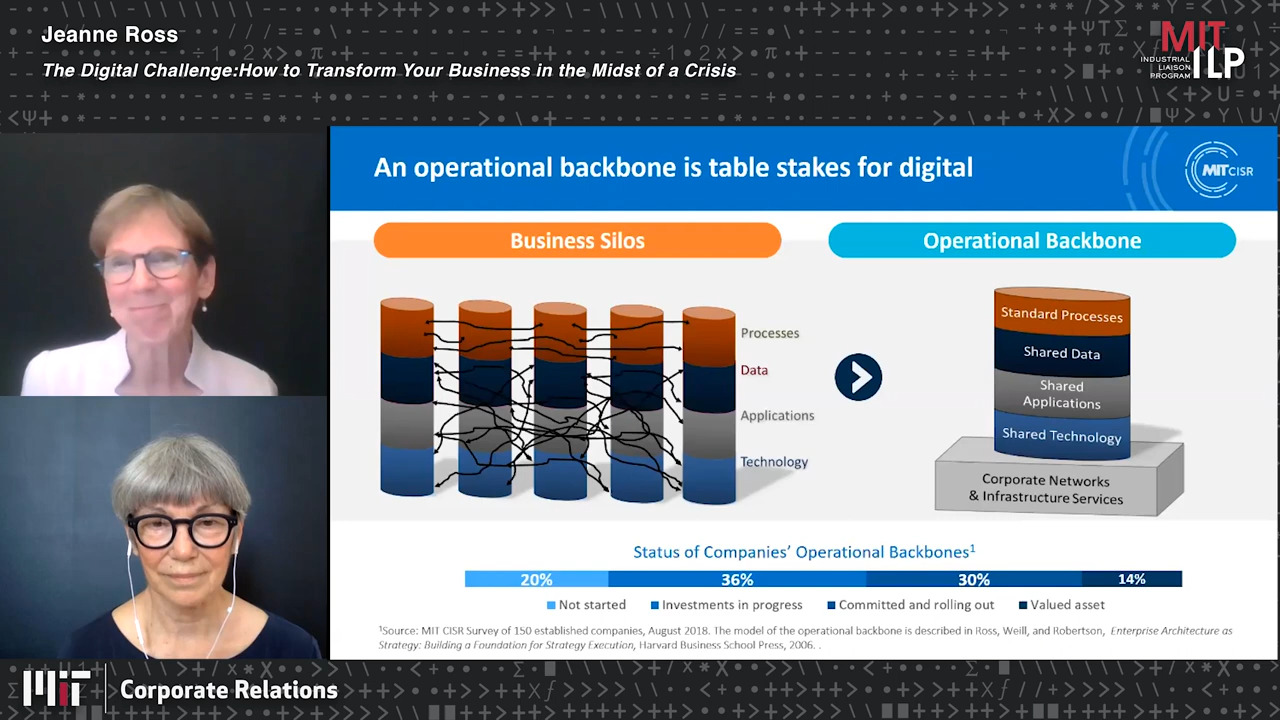 Jeanne Ross
The Digital Challenge:How to Transform Your Business in the Midst of a Crisis
MIT
INDUSTRIAL
LIAISON
PROGRAM
ILP
An operational backbone is table stakes for digital
MIT CISR
Business Silos
Operational Backbone
Processes
Data
Applications
Technology
Standard Processes
Shared Data
Shared
Applications
Shared Technology
Corporate Networks
& Infrastructure Services
Status of Companies’ Operational Backbones1
20% 36% 30% 14%
Not started Investments in progress Committed and rolling out Valued asset
1Source: MIT CISR Survey of 150 established companies, August 2018. The model of the operational backbone is described in Ross, Weill, and Robertson, Enterprise Architecture as
Strategy: Building a Foundation for Strategy Execution, Harvard Business School Press, 2006. .
MIT Corporate Relations